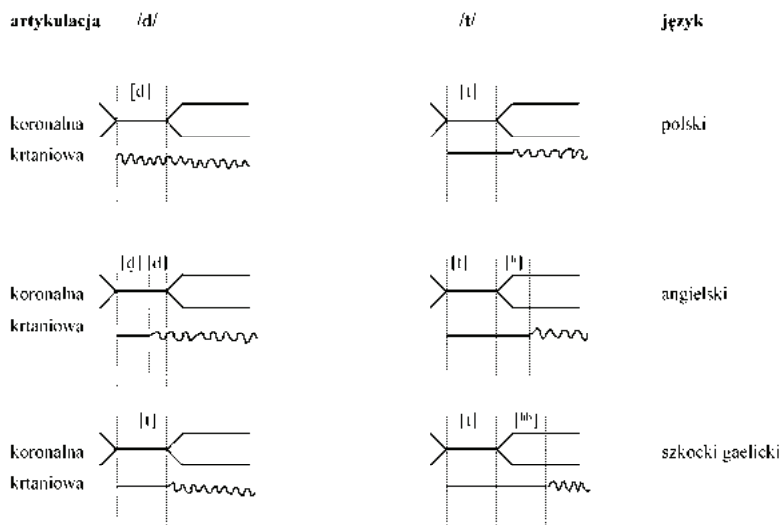 artykulacja /d/ /t/ język
[d] [t]
koronalna polski
krtaniowa
[d̥] [d] [t] [ʰ]
koronalna angielski
krtaniowa
[t] [t] [ʰʰ]
koronalna szkocki gaelicki
krtaniowa